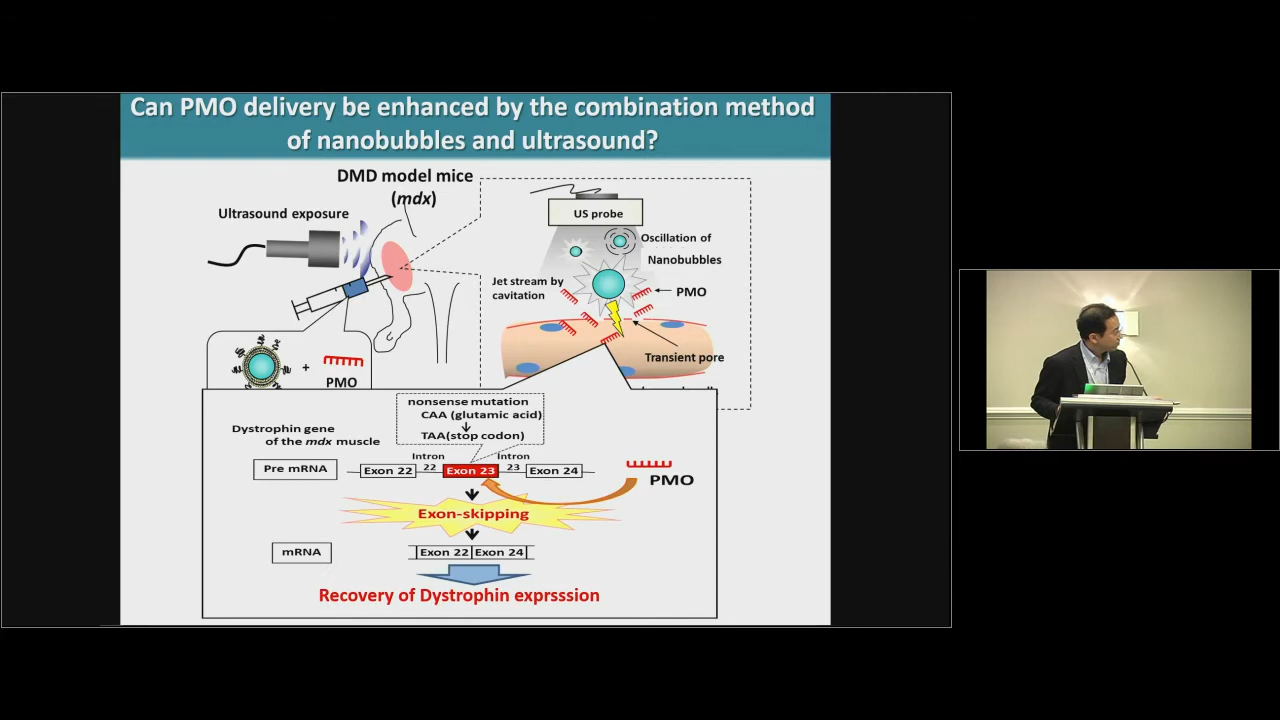 Can PMO delivery be enhanced by the combination method
of nanobubbles and ultrasound?
DMD model mice
(mdx)
Ultrasound exposure
US probe
Oscillation of
Nanobubbles
Jet stream by
cavitation
PMO
Transient pore
+
PMO
nonsense mutation
CAA (glutamic acid)
TAA(stop codon)
Dystrophin gene
of the mdx muscle
Pre mRNA
Exon 22
Intron
22
Exon 23
Intron
23
Exon 24
PMO
Exon-skipping
mRNA
Exon 22
Exon 24
Recovery of Dystrophin exprsssion